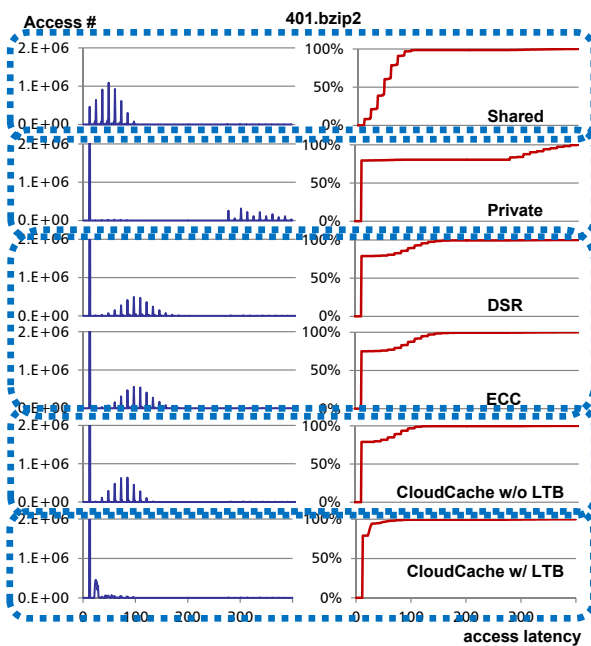 Access # 401.bzip2
2.E+06 100%
1.E+06 50%
0.E+00 0% Shared
2.E+06 100%
1.E+06 50%
0.E+00 0% Private
2.E+06 100%
1.E+06 50%
0.E+00 0% DSR
2.E+06 100%
1.E+06 50%
0.E+00 0% ECC
2.E+06 100%
1.E+06 50%
0.E+00 0% CloudCache w/o LTB
2.E+06 100%
1.E+06 50%
0.E+00 0% CloudCache w/ LTB
0 100 200 300 0 100 200 300
access latency